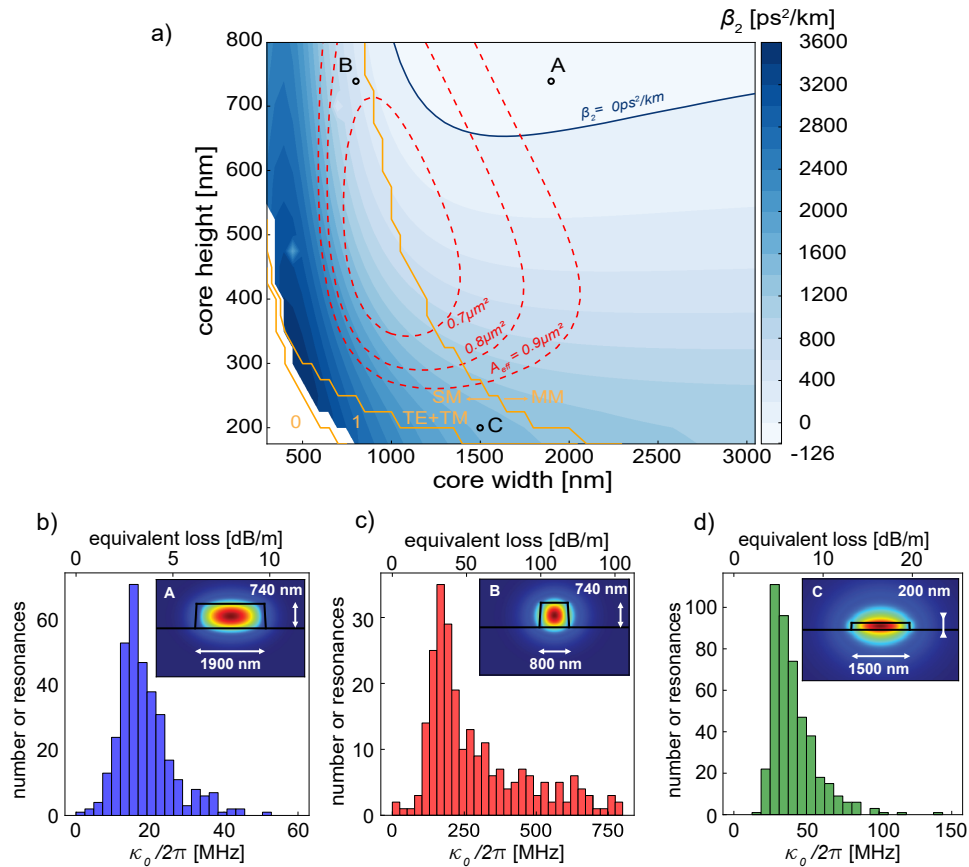 a)
β₂ [ps²/km]
800
700
600
500
400
300
200
core height [nm]
500
1000
1500
2000
2500
3000
core width [nm]
B
A
C
β₂= 0ps²/km
0.7μm²
0.8μm²
A_eff = 0.9μm²
SM MM
TE+TM
0
1
3600
3200
2800
2400
2000
1600
1200
800
400
0
-126
b)
equivalent loss [dB/m]
0 5 10
A
740 nm
1900 nm
60
40
20
0
number or resonances
0 20 40 60
κ₀/2π [MHz]
c)
equivalent loss [dB/m]
0 50 100 100
B
740 nm
800 nm
30
20
10
0
number or resonances
0 250 500 750
κ₀/2π [MHz]
d)
equivalent loss [dB/m]
0 10 20
C
200 nm
1500 nm
100
80
60
40
20
0
number or resonances
0 50 100 150
κ₀/2π [MHz]